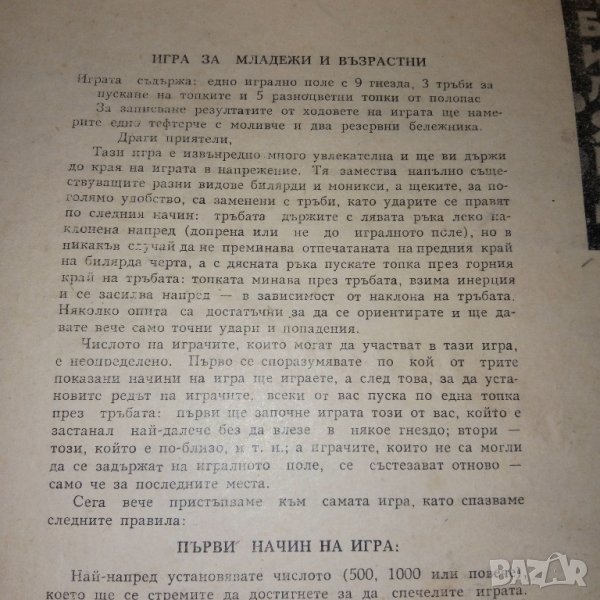 ИГРА ЗА МЛАДЕЖИ И ВЪЗРАСТНИ
Играта съдържа: едно игрално поле с 9 гнезда, 3 тръби за
пускане на топките и 5 разноцветни топки от полопас
За записване резултатите от ходовете на играта ще наме-
рите едно тефтерче с моливче и два резервни бележника.
Драги приятели,
Тази игра е извънредно много увлекателна и ще ви държи
до края на играта в напрежение. Тя замества напълно съще-
ствуващите разни видове билярди и моникси, а щеките, за по-
голямо удобство, са заменени с тръби, като ударите се правят
по следния начин: тръбата държите с лявата ръка леко на-
клонена напред (допрена или не до игралното поле), но в
никакъв случай да не преминава отпечатаната на предния край
на билярда черта, а с дясната ръка пускате топка през горния
край на тръбата: топката минава през тръбата, взима инерция
и се засилва напред — в зависимост от наклона на тръбата.
Няколко опита са достатъчни за да се ориентирате и ще да-
вате вече само точни удари и попадения.
Числото на играчите, които могат да участват в тази игра,
е неопределено. Първо се споразумявате по кой от трите
показани начини на игра ще играете, а след това, за да уста-
новите редът на играчите, всеки от вас пуска по една топка
през тръбата: първи ще започне играта този от вас, който е
застанал най-далече без да влезе в някое гнездо; втори —
този, който е по-близо, и т. н.; а играчите, които не са могли
да се задържат на игралното поле, се състезават отново —
само че за последните места.
Сега вече пристъпваме към самата игра, като спазваме
следните правила:
ПЪРВИ НАЧИН НА ИГРА:
Най-напред установявате числото (500, 1000 или повече),
което ще се стремите да достигнете за да спечелите играта.
BAZAR